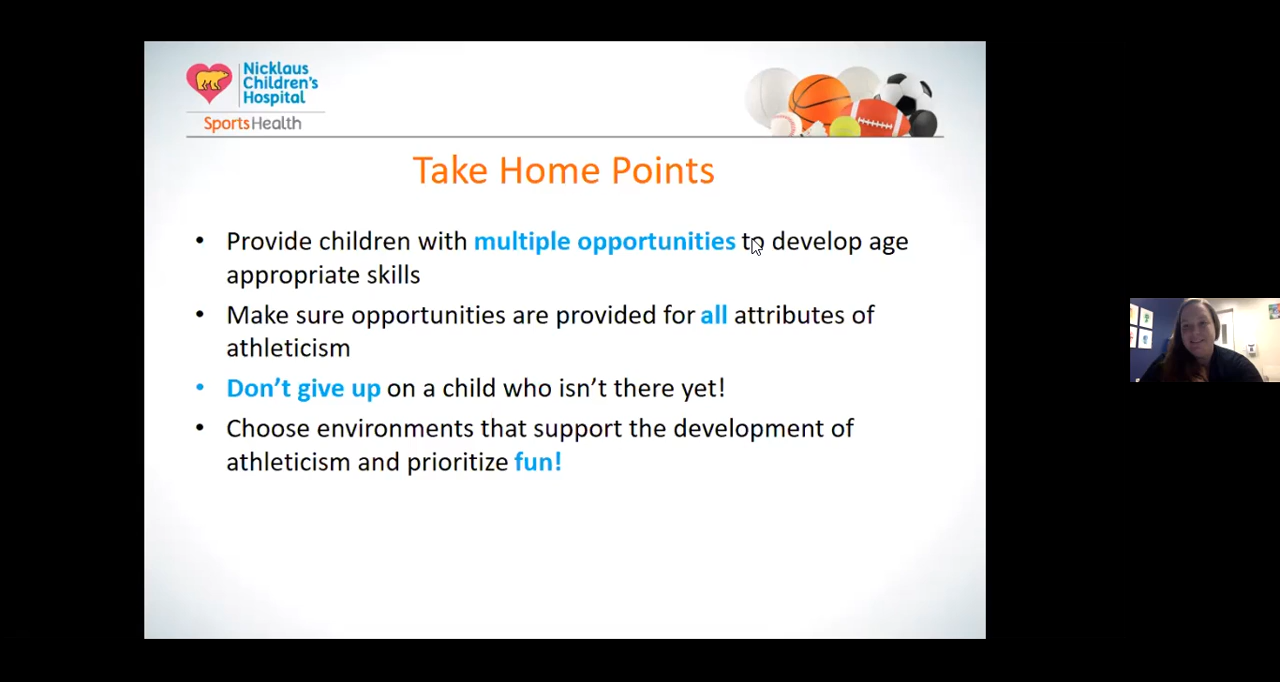 Nicklaus
Children's
Hospital
SportsHealth
Take Home Points
• Provide children with multiple opportunities to develop age
appropriate skills
• Make sure opportunities are provided for all attributes of
athleticism
• Don't give up on a child who isn't there yet!
• Choose environments that support the development of
athleticism and prioritize fun!